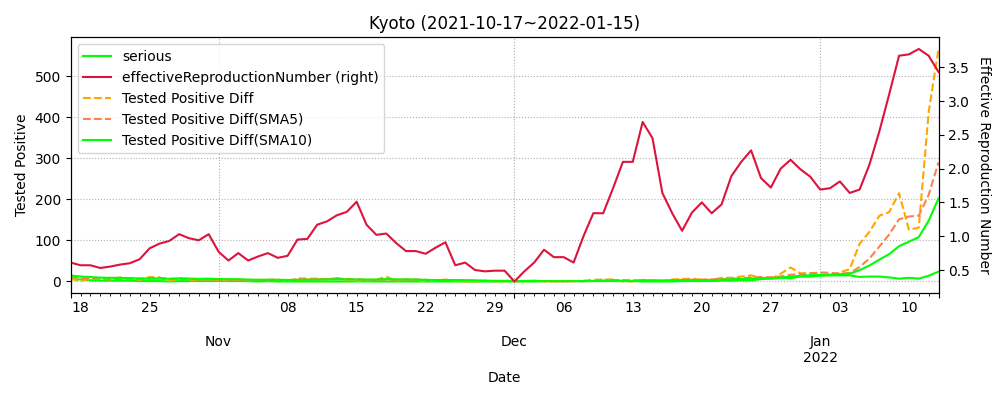 Kyoto (2021-10-17~2022-01-15)
serious
effectiveReproductionNumber (right)
Tested Positive Diff
Tested Positive Diff(SMA5)
Tested Positive Diff(SMA10)
Tested Positive
500
400
300
200
100
0
3.5
3.0
2.5
2.0
1.5
1.0
0.5
Effective Reproduction Number
18 25 08 15 22 29 06 13 20 27 03 10
Nov Dec Jan
2022
Date